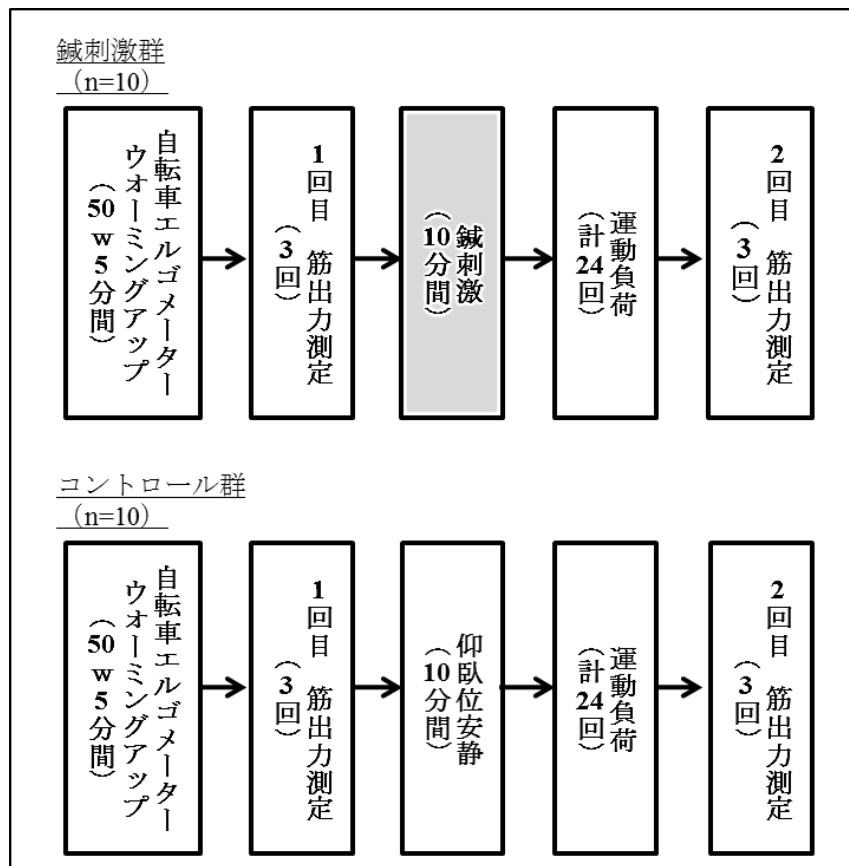 鍼刺激群
（n=10）
自転車エルゴメーター
ウオーミングアップ
（50w5分間）
1回目　筋出力測定
（3回）
鍼刺激
（10分間）
運動負荷
（計24回）
2回目　筋出力測定
（3回）
コントロール群
（n=10）
自転車エルゴメーター
ウオーミングアップ
（50w5分間）
1回目　筋出力測定
（3回）
仰臥位安静
（10分間）
運動負荷
（計24回）
2回目　筋出力測定
（3回）